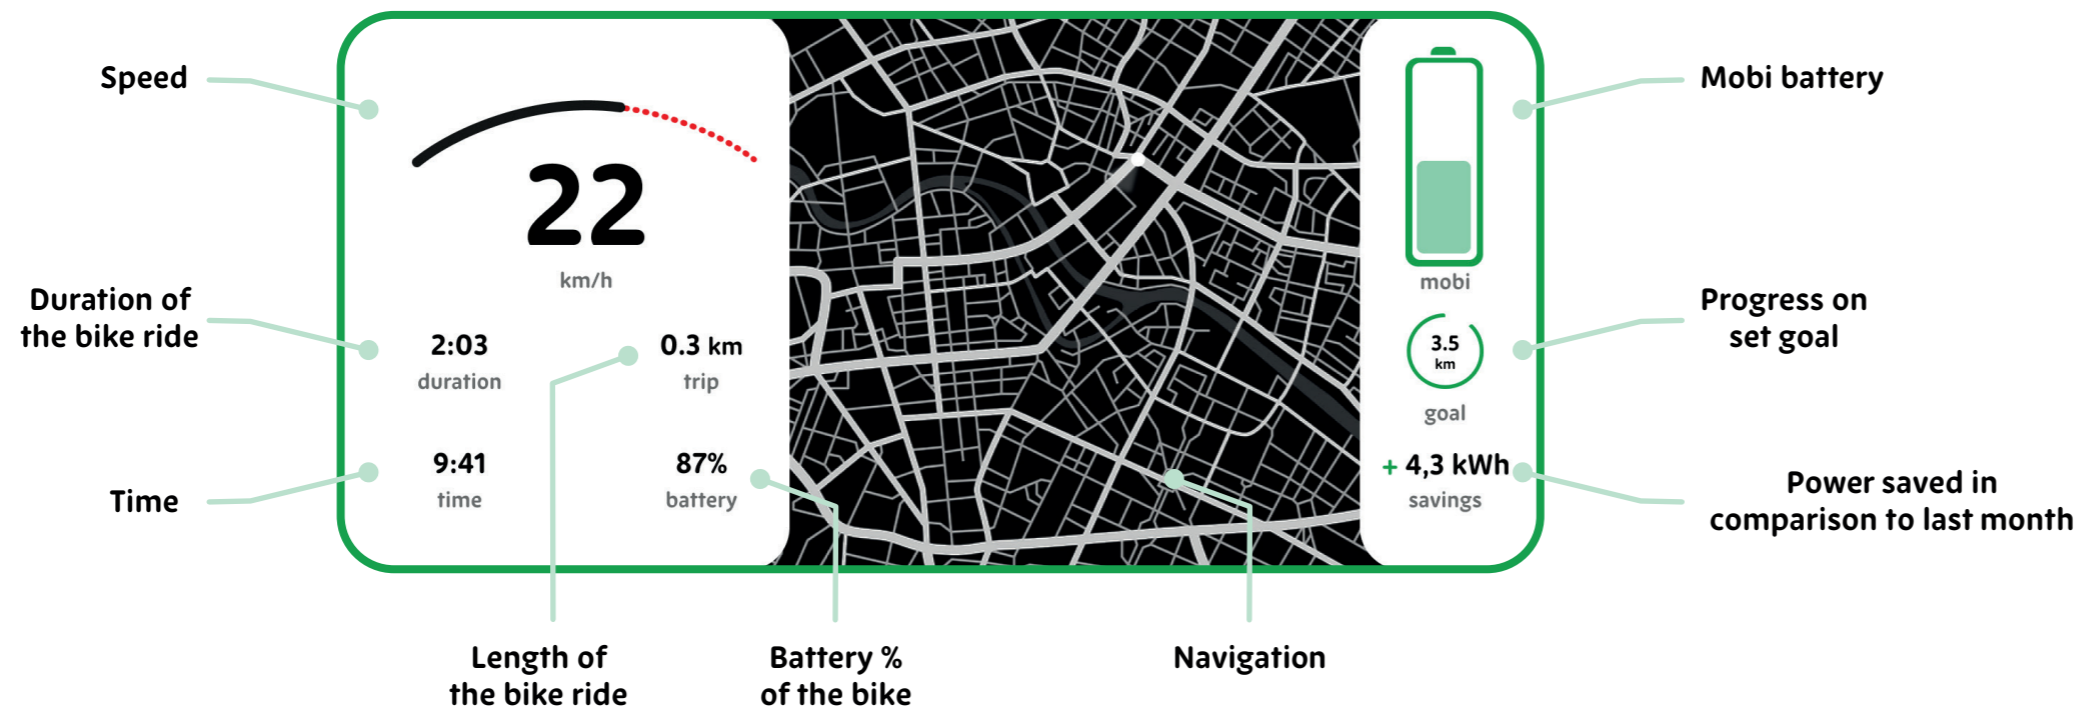 Speed
Duration of
the bike ride
Time
22
km/h
2:03
duration
0.3 km
trip
9:41
time
87%
battery
mobi
3.5
km
goal
+ 4,3 kWh
savings
Mobi battery
Progress on
set goal
Power saved in
comparison to last month
Length of
the bike ride
Battery %
of the bike
Navigation